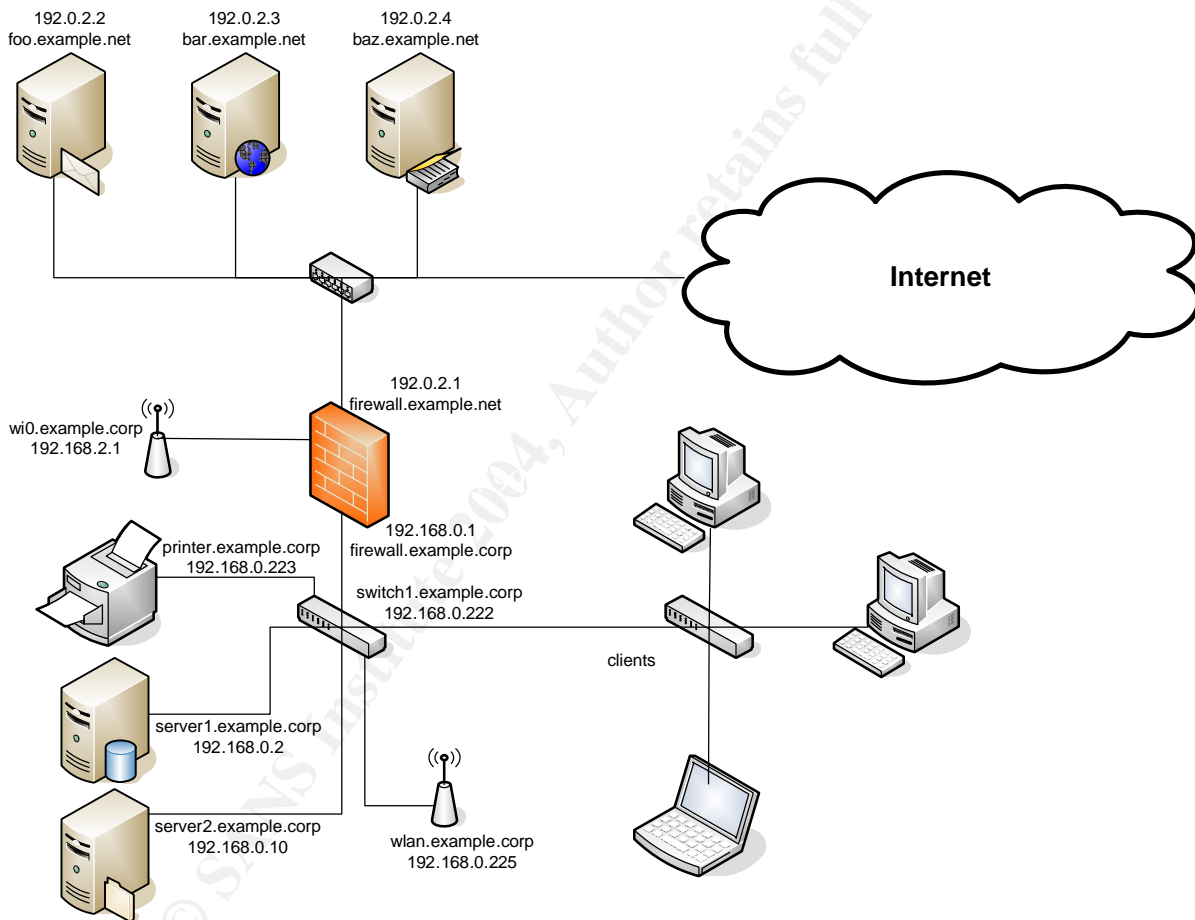 192.0.2.2
foo.example.net
192.0.2.3
bar.example.net
192.0.2.4
baz.example.net
Internet
192.0.2.1
firewall.example.net
wi0.example.corp
192.168.2.1
192.168.0.1
firewall.example.corp
printer.example.corp
192.168.0.223
switch1.example.corp
192.168.0.222
clients
server1.example.corp
192.168.0.2
server2.example.corp
192.168.0.10
wlan.example.corp
192.168.0.225
© SANS Institute 2004, Author retains full